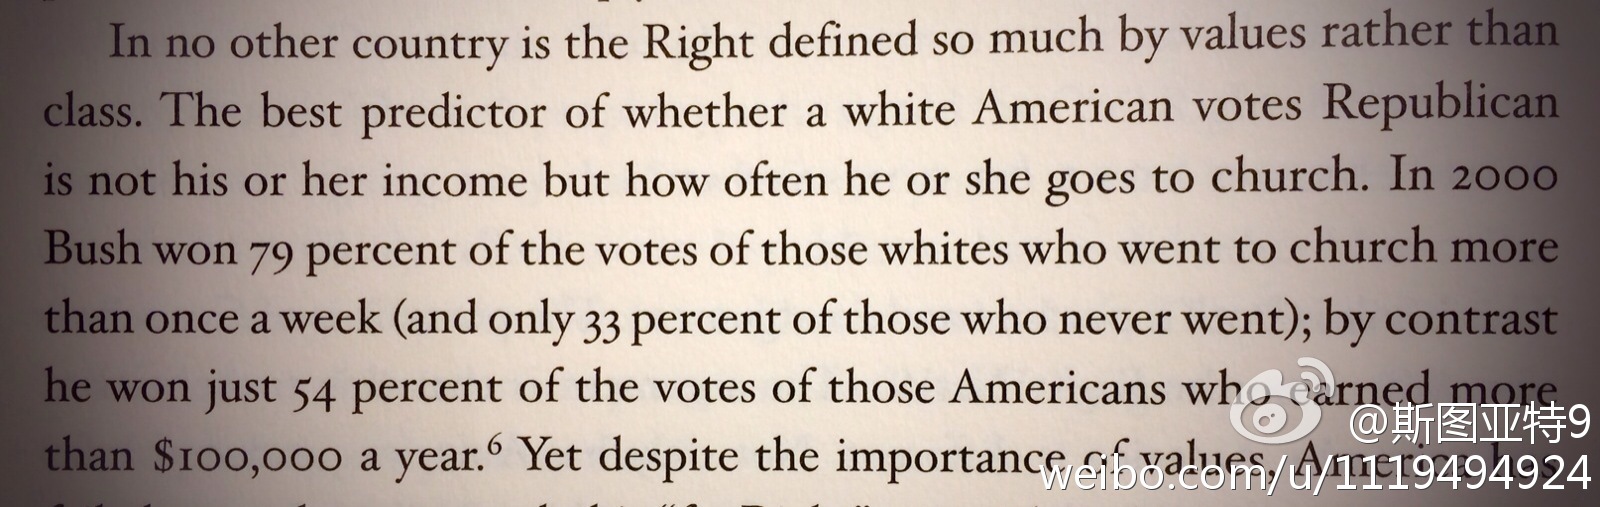 In no other country is the Right defined so much by values rather than
class. The best predictor of whether a white American votes Republican
is not his or her income but how often he or she goes to church. In 2000
Bush won 79 percent of the votes of those whites who went to church more
than once a week (and only 33 percent of those who never went); by contrast
he won just 54 percent of the votes of those Americans who earned more
than $100,000 a year.6 Yet despite the importance of values, America has
@斯图亚特9
weibo.com/u/1119494924